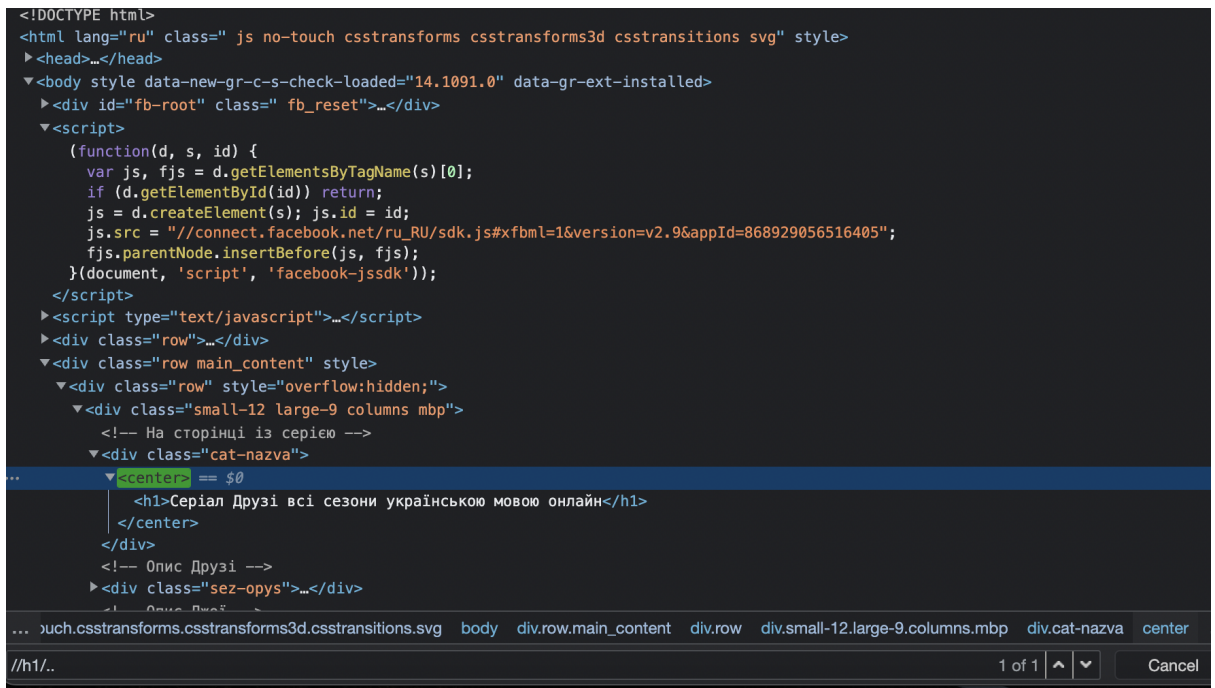 <!DOCTYPE html>
<html lang="ru" class=" js no-touch csstransforms csstransforms3d csstransitions svg" style>
<head>…</head>
<body style data-new-gr-c-s-check-loaded="14.1091.0" data-gr-ext-installed>
<div id="fb-root" class=" fb_reset">…</div>
<script>
(function(d, s, id) {
var js, fjs = d.getElementsByTagName(s)[0];
if (d.getElementById(id)) return;
js = d.createElement(s); js.id = id;
js.src = "//connect.facebook.net/ru_RU/sdk.js#xfbml=1&version=v2.9&appId=868929056516405";
fjs.parentNode.insertBefore(js, fjs);
}(document, 'script', 'facebook-jssdk'));
</script>
<script type="text/javascript">…</script>
<div class="row">…</div>
<div class="row main_content" style>
<div class="row" style="overflow:hidden;">
<div class="small-12 large-9 columns mbp">
<!-- На сторінці із серією -->
<div class="cat-nazva">
… <center> == $0
<h1>Серіал Друзі всі сезони українською мовою онлайн</h1>
</center>
</div>
<!-- Опис Друзі -->
<div class="sez-opys">…</div>
… ouch.csstransforms.csstransforms3d.csstransitions.svg body div.row.main_content div.row div.small-12.large-9.columns.mbp div.cat-nazva center
//h1/.. 1 of 1 Cancel